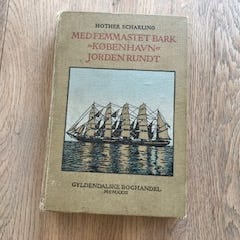 HOTHER SCHARLING
MED FEMMASTET BARK
»KØBENHAVN«
JORDEN RUNDT
GYLDENDALSKE BOGHANDEL